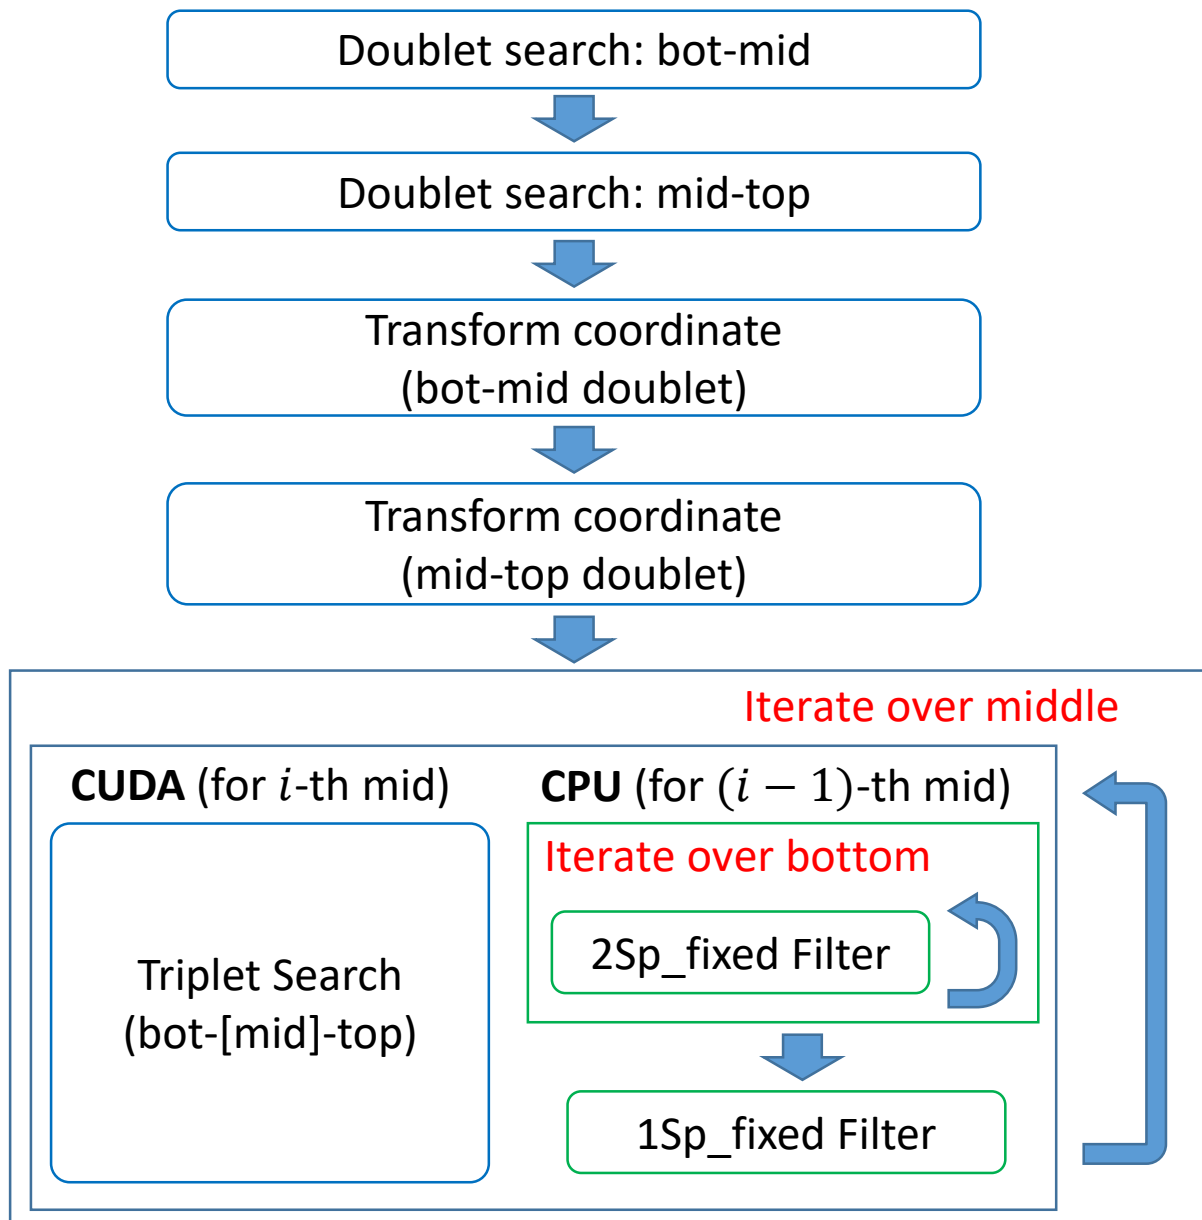 Doublet search: bot-mid
Doublet search: mid-top
Transform coordinate
(bot-mid doublet)
Transform coordinate
(mid-top doublet)
Iterate over middle
CUDA (for 𝑖-th mid)
CPU (for (𝑖 − 1)-th mid)
Iterate over bottom
2Sp_fixed Filter
Triplet Search
(bot-[mid]-top)
1Sp_fixed Filter